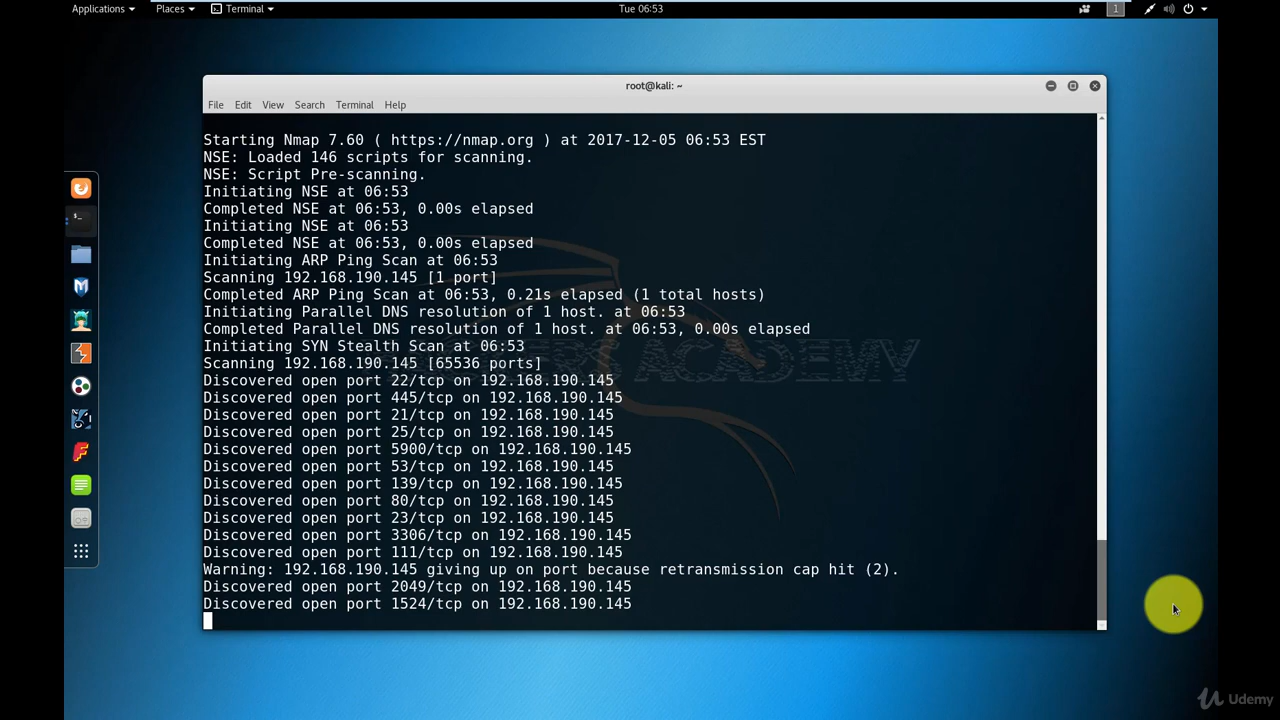 Applications Places Terminal Tue 06:53 1
root@kali: ~
File Edit View Search Terminal Help
Starting Nmap 7.60 ( https://nmap.org ) at 2017-12-05 06:53 EST
NSE: Loaded 146 scripts for scanning.
NSE: Script Pre-scanning.
Initiating NSE at 06:53
Completed NSE at 06:53, 0.00s elapsed
Initiating NSE at 06:53
Completed NSE at 06:53, 0.00s elapsed
Initiating ARP Ping Scan at 06:53
Scanning 192.168.190.145 [1 port]
Completed ARP Ping Scan at 06:53, 0.21s elapsed (1 total hosts)
Initiating Parallel DNS resolution of 1 host. at 06:53
Completed Parallel DNS resolution of 1 host. at 06:53, 0.00s elapsed
Initiating SYN Stealth Scan at 06:53
Scanning 192.168.190.145 [65536 ports]
Discovered open port 22/tcp on 192.168.190.145
Discovered open port 445/tcp on 192.168.190.145
Discovered open port 21/tcp on 192.168.190.145
Discovered open port 25/tcp on 192.168.190.145
Discovered open port 5900/tcp on 192.168.190.145
Discovered open port 53/tcp on 192.168.190.145
Discovered open port 139/tcp on 192.168.190.145
Discovered open port 80/tcp on 192.168.190.145
Discovered open port 23/tcp on 192.168.190.145
Discovered open port 3306/tcp on 192.168.190.145
Discovered open port 111/tcp on 192.168.190.145
Warning: 192.168.190.145 giving up on port because retransmission cap hit (2).
Discovered open port 2049/tcp on 192.168.190.145
Discovered open port 1524/tcp on 192.168.190.145
ACADEMY
Udemy